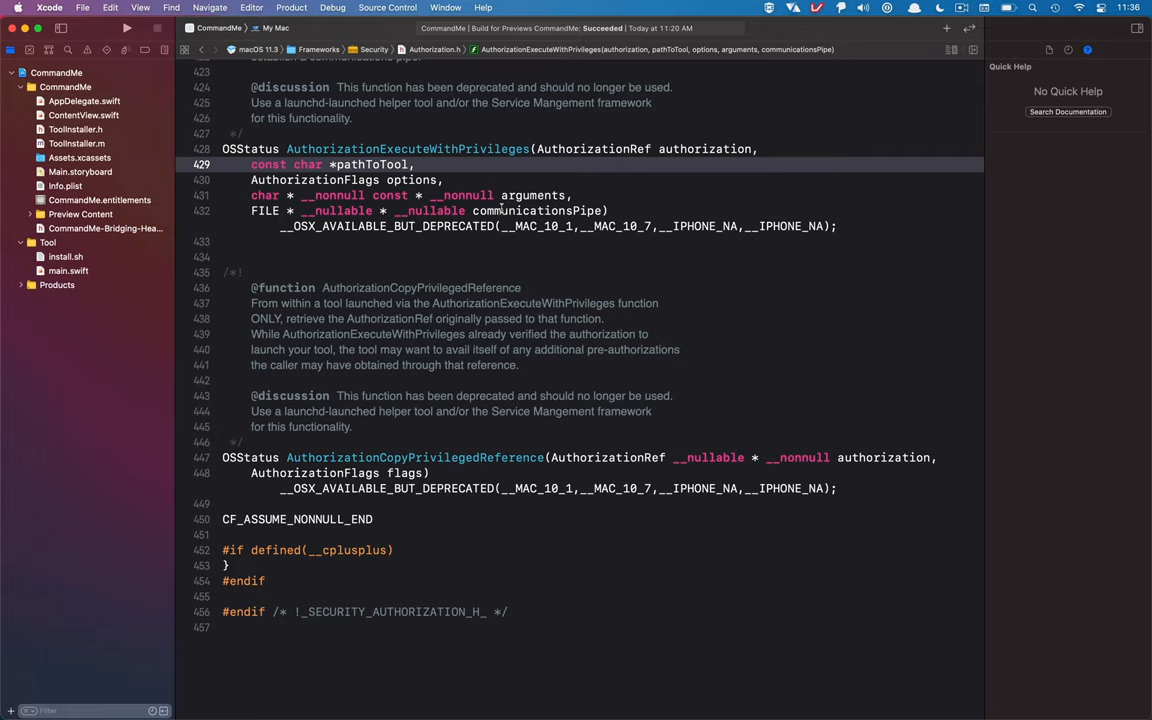 Xcode File Edit View Find Navigate Editor Product Debug Source Control Window Help 11:36
CommandMe My Mac CommandMe | Build for Previews CommandMe: Succeeded | Today at 11:20 AM
macOS 11.3 Frameworks Security Authorization.h AuthorizationExecuteWithPrivileges(authorization, pathToTool, options, arguments, communicationsPipe)
CommandMe
CommandMe
AppDelegate.swift
ContentView.swift
ToolInstaller.h
ToolInstaller.m
Assets.xcassets
Main.storyboard
Info.plist
CommandMe.entitlements
Preview Content
CommandMe-Bridging-Hea...
Tool
install.sh
main.swift
Products
Filter
423
424 @discussion This function has been deprecated and should no longer be used.
425 Use a launchd-launched helper tool and/or the Service Mangement framework
426 for this functionality.
427 */
428 OSStatus AuthorizationExecuteWithPrivileges(AuthorizationRef authorization,
429 const char *pathToTool,
430 AuthorizationFlags options,
431 char * __nonnull const * __nonnull arguments,
432 FILE * __nullable * __nullable communicationsPipe)
__OSX_AVAILABLE_BUT_DEPRECATED(__MAC_10_1,__MAC_10_7,__IPHONE_NA,__IPHONE_NA);
433
434
435 /*!
436 @function AuthorizationCopyPrivilegedReference
437 From within a tool launched via the AuthorizationExecuteWithPrivileges function
438 ONLY, retrieve the AuthorizationRef originally passed to that function.
439 While AuthorizationExecuteWithPrivileges already verified the authorization to
440 launch your tool, the tool may want to avail itself of any additional pre-authorizations
441 the caller may have obtained through that reference.
442
443 @discussion This function has been deprecated and should no longer be used.
444 Use a launchd-launched helper tool and/or the Service Mangement framework
445 for this functionality.
446 */
447 OSStatus AuthorizationCopyPrivilegedReference(AuthorizationRef __nullable * __nonnull authorization,
448 AuthorizationFlags flags)
__OSX_AVAILABLE_BUT_DEPRECATED(__MAC_10_1,__MAC_10_7,__IPHONE_NA,__IPHONE_NA);
449
450 CF_ASSUME_NONNULL_END
451
452 #if defined(__cplusplus)
453 }
454 #endif
455
456 #endif /* !_SECURITY_AUTHORIZATION_H_ */
457
Quick Help
No Quick Help
Search Documentation